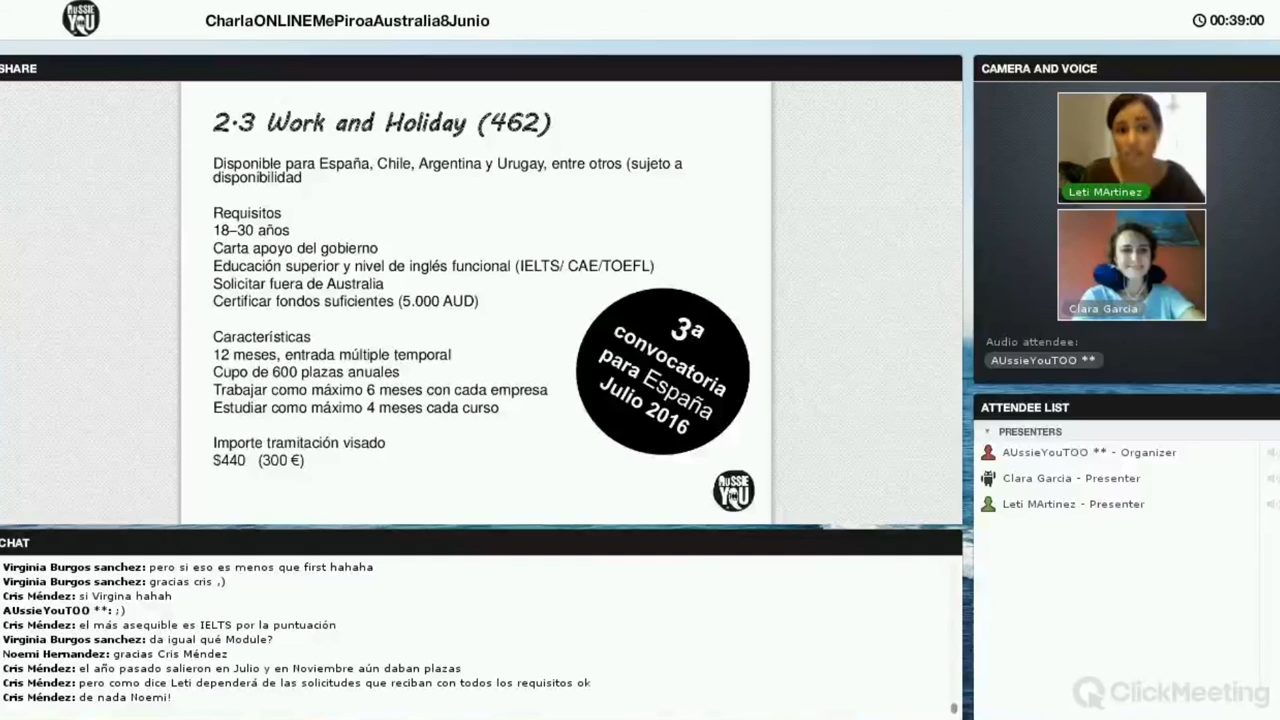 AUSSIE YOU
CharlaONLINEMePiroaAustralia8Junio
00:39:00
SHARE
2.3 Work and Holiday (462)
Disponible para España, Chile, Argentina y Urugay, entre otros (sujeto a
disponibilidad
Requisitos
18–30 años
Carta apoyo del gobierno
Educación superior y nivel de inglés funcional (IELTS/ CAE/TOEFL)
Solicitar fuera de Australia
Certificar fondos suficientes (5.000 AUD)
Características
12 meses, entrada múltiple temporal
Cupo de 600 plazas anuales
Trabajar como máximo 6 meses con cada empresa
Estudiar como máximo 4 meses cada curso
Importe tramitación visado
$440 (300 €)
3ª
convocatoria
para España
Julio 2016
AUSSIE
YOU
CAMERA AND VOICE
Leti MArtinez
Clara Garcia
Audio attendee:
AUssieYouTOO **
ATTENDEE LIST
PRESENTERS
AUssieYouTOO ** - Organizer
Clara Garcia - Presenter
Leti MArtinez - Presenter
CHAT
Virginia Burgos sanchez: pero si eso es menos que first hahaha
Virginia Burgos sanchez: gracias cris ,)
Cris Méndez: si Virgina hahah
AUssieYouTOO **: ;)
Cris Méndez: el más asequible es IELTS por la puntuación
Virginia Burgos sanchez: da igual qué Module?
Noemi Hernandez: gracias Cris Méndez
Cris Méndez: el año pasado salieron en Julio y en Noviembre aún daban plazas
Cris Méndez: pero como dice Leti dependerá de las solicitudes que reciban con todos los requisitos ok
Cris Méndez: de nada Noemi!
ClickMeeting